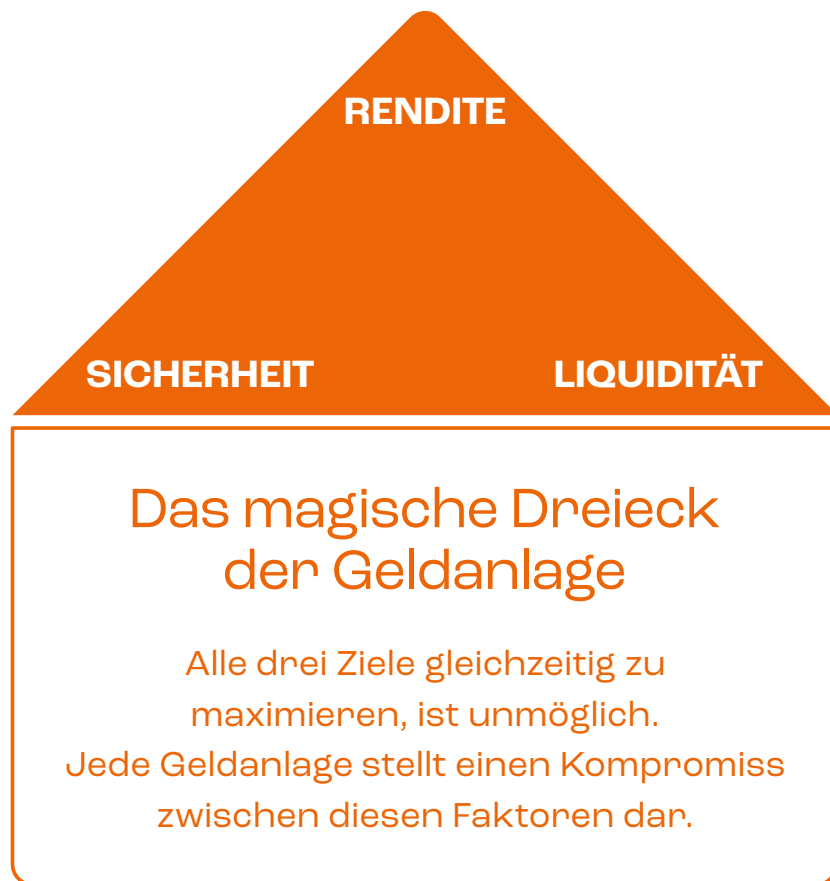 RENDITE
SICHERHEIT
LIQUIDITÄT
Das magische Dreieck
der Geldanlage
Alle drei Ziele gleichzeitig zu
maximieren, ist unmöglich.
Jede Geldanlage stellt einen Kompromiss
zwischen diesen Faktoren dar.